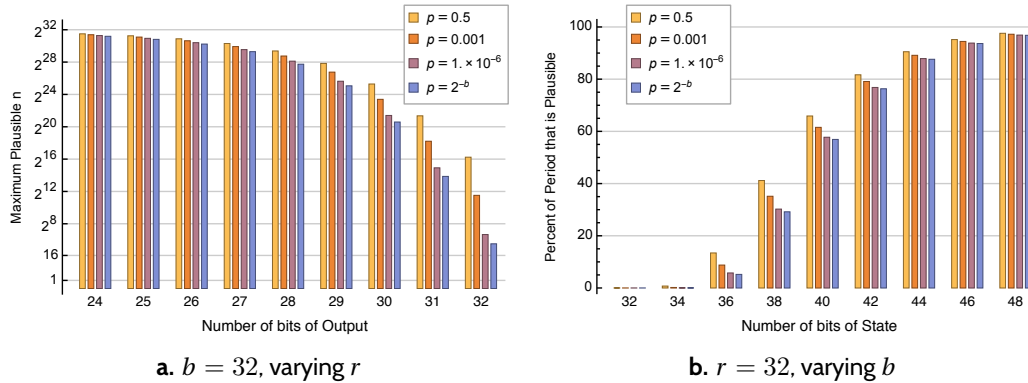 2^32
2^28
2^24
2^20
2^16
2^12
2^8
16
1
Maximum Plausible n
p = 0.5
p = 0.001
p = 1. × 10^-6
p = 2^-b
24 25 26 27 28 29 30 31 32
Number of bits of Output
a. b = 32, varying r
100
80
60
40
20
0
Percent of Period that is Plausible
p = 0.5
p = 0.001
p = 1. × 10^-6
p = 2^-b
32 34 36 38 40 42 44 46 48
Number of bits of State
b. r = 32, varying b